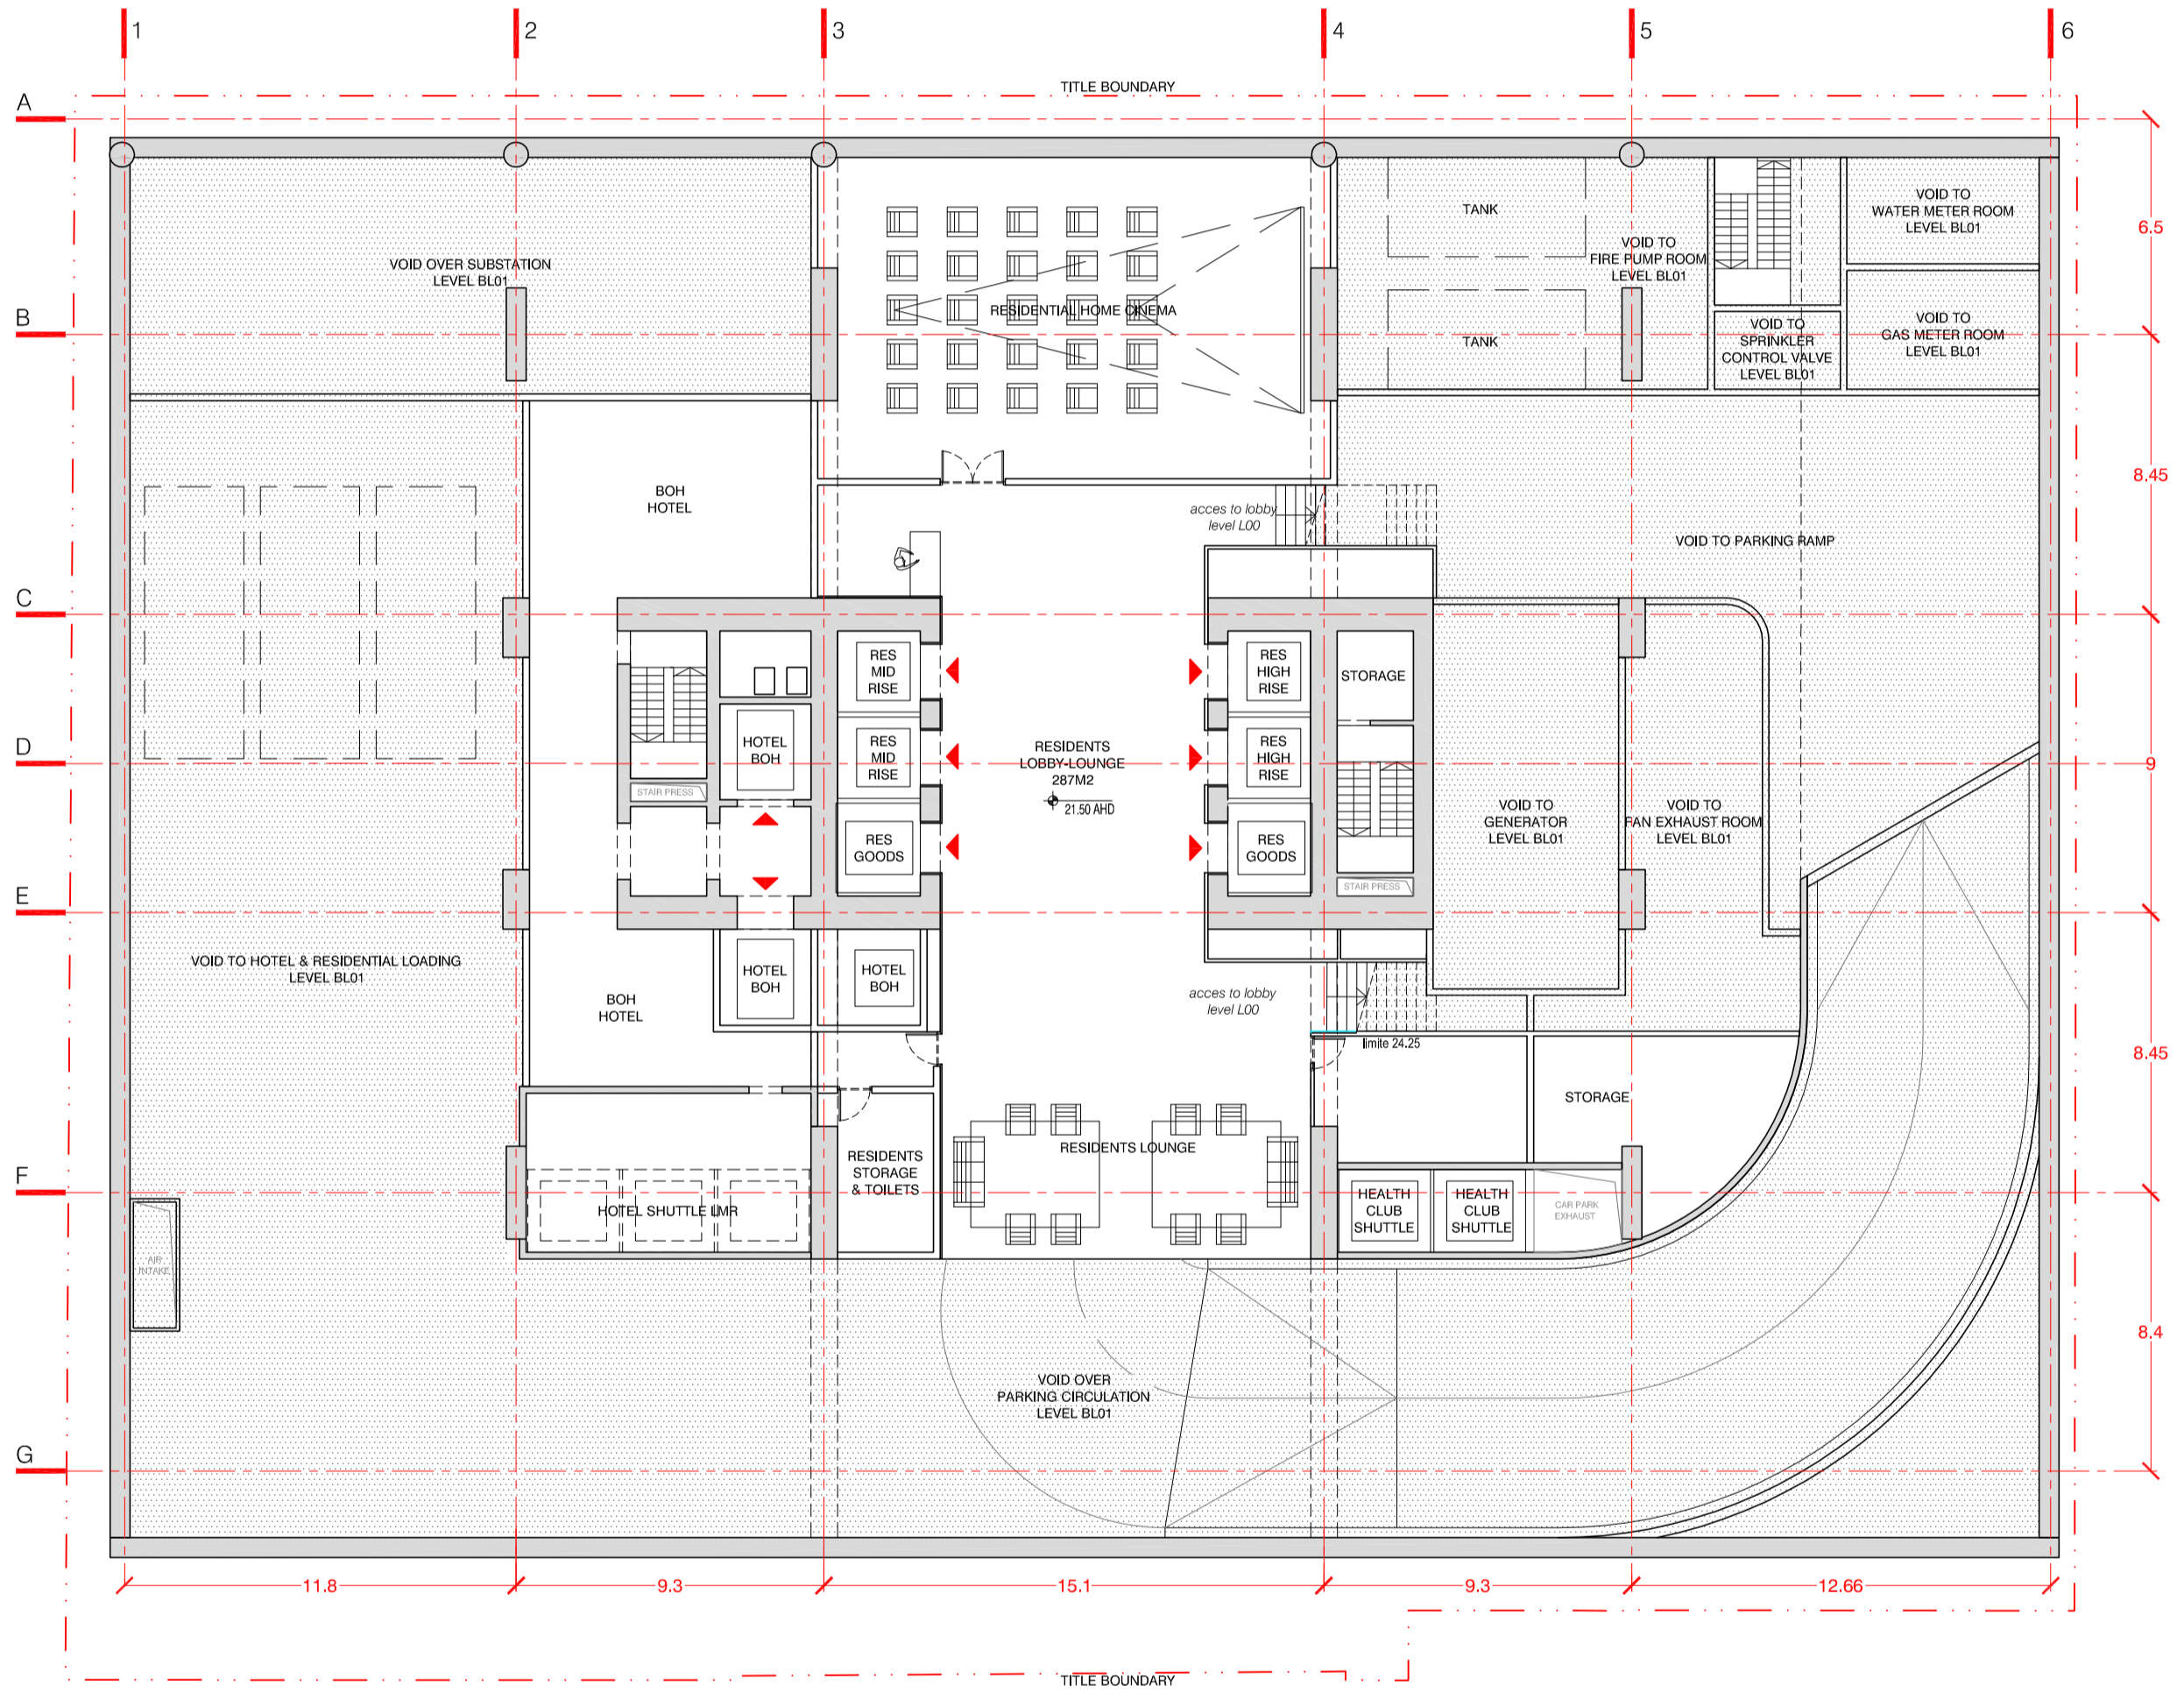 1
2
3
4
5
6
TITLE BOUNDARY
A
B
C
D
E
F
G
6.5
8.45
9
8.45
8.4
VOID OVER SUBSTATION
LEVEL BL01
RESIDENTIAL HOME CINEMA
TANK
TANK
VOID TO
FIRE PUMP ROOM
LEVEL BL01
VOID TO
WATER METER ROOM
LEVEL BL01
VOID TO
SPRINKLER
CONTROL VALVE
LEVEL BL01
VOID TO
GAS METER ROOM
LEVEL BL01
BOH
HOTEL
acces to lobby
level L00
VOID TO PARKING RAMP
RES
MID
RISE
RES
HIGH
RISE
STORAGE
HOTEL
BOH
RES
MID
RISE
RESIDENTS
LOBBY-LOUNGE
287M2
21.50 AHD
RES
HIGH
RISE
STAIR PRESS
RES
GOODS
RES
GOODS
STAIR PRESS
VOID TO
GENERATOR
LEVEL BL01
VOID TO
FAN EXHAUST ROOM
LEVEL BL01
VOID TO HOTEL & RESIDENTIAL LOADING
LEVEL BL01
BOH
HOTEL
HOTEL
BOH
HOTEL
BOH
acces to lobby
level L00
limite 24.25
STORAGE
RESIDENTS
STORAGE
& TOILETS
RESIDENTS LOUNGE
HOTEL SHUTTLE LMR
HEALTH
CLUB
SHUTTLE
HEALTH
CLUB
SHUTTLE
CAR PARK
EXHAUST
AIR
INTAKE
VOID OVER
PARKING CIRCULATION
LEVEL BL01
11.8
9.3
15.1
9.3
12.66
TITLE BOUNDARY